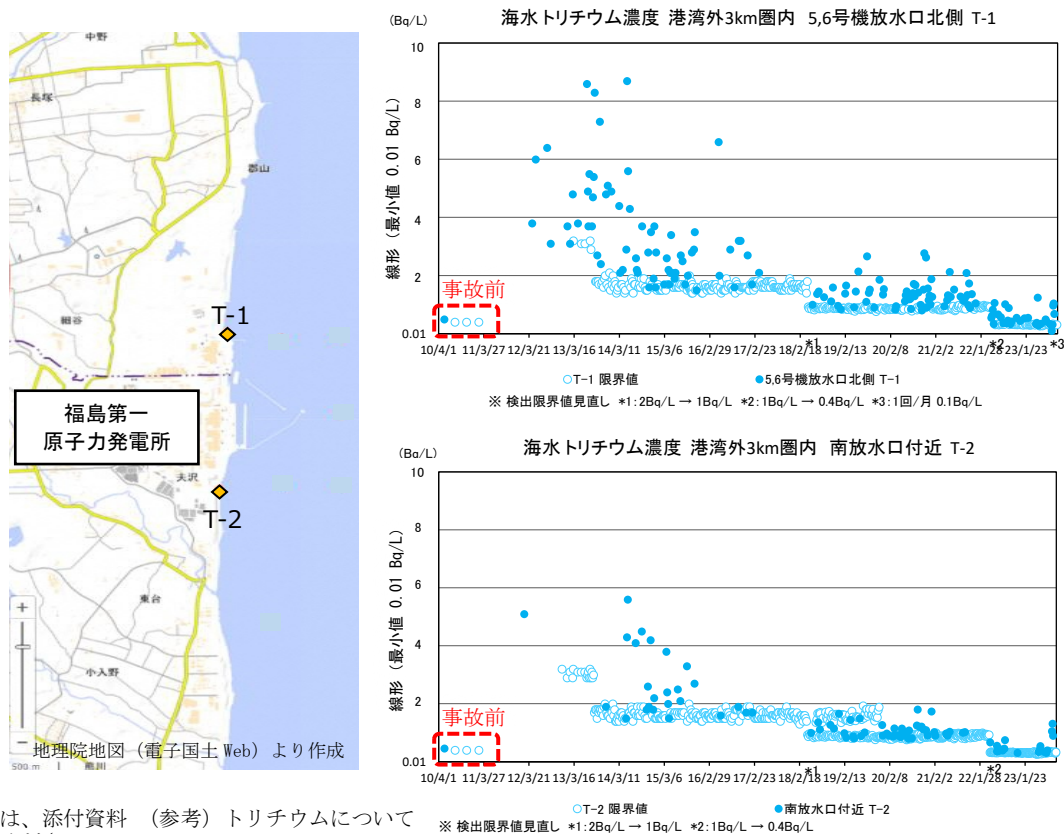 中野
長塚
郡山
細谷
T-1
福島第一
原子力発電所
夫沢
T-2
東台
小入野
熊川
500 m
地理院地図（電子国土 Web）より作成
は、添付資料　（参考）トリチウムについて
(Bq/L)
海水トリチウム濃度 港湾外3km圏内 5,6号機放水口北側 T-1
線形 （最小値 0.01 Bq/L）
10
8
6
4
2
0.01
事故前
10/4/1 11/3/27 12/3/21 13/3/16 14/3/11 15/3/6 16/2/29 17/2/23 18/2/18 19/2/13 20/2/8 21/2/2 22/1/28 23/1/23
*1 *2 *3
T-1 限界値 5,6号機放水口北側 T-1
※ 検出限界値見直し *1:2Bq/L → 1Bq/L *2:1Bq/L → 0.4Bq/L *3:1回/月 0.1Bq/L
(Bq/L)
海水トリチウム濃度 港湾外3km圏内 南放水口付近 T-2
線形 （最小値 0.01 Bq/L）
10
8
6
4
2
0.01
事故前
10/4/1 11/3/27 12/3/21 13/3/16 14/3/11 15/3/6 16/2/29 17/2/23 18/2/18 19/2/13 20/2/8 21/2/2 22/1/28 23/1/23
*1 *2
T-2 限界値 南放水口付近 T-2
※ 検出限界値見直し *1:2Bq/L → 1Bq/L *2:1Bq/L → 0.4Bq/L